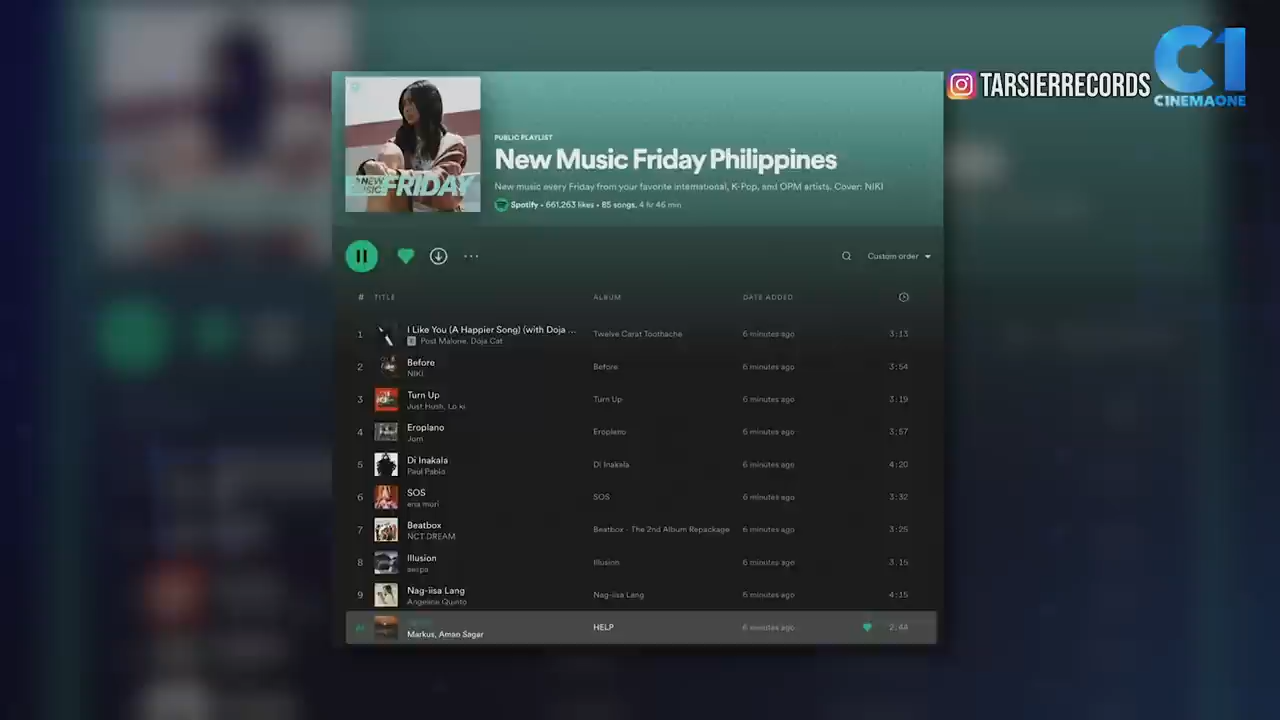 C1
CINEMAONE
TARSIERRECORDS
NEW MUSIC FRIDAY
PUBLIC PLAYLIST
New Music Friday Philippines
New music every Friday from your favorite international, K-Pop, and OPM artists. Cover: NIKI
Spotify • 661,263 likes • 85 songs, 4 hr 46 min
Custom order
# TITLE ALBUM DATE ADDED
1 I Like You (A Happier Song) (with Doja ... Twelve Carat Toothache 6 minutes ago 3:13
E Post Malone, Doja Cat
2 Before Before 6 minutes ago 3:54
NIKI
3 Turn Up Turn Up 6 minutes ago 3:19
Just Hush, Lo ki
4 Eroplano Eroplano 6 minutes ago 3:57
Jom
5 Di Inakala Di Inakala 6 minutes ago 4:20
Paul Pablo
6 SOS SOS 6 minutes ago 3:32
ena mori
7 Beatbox Beatbox - The 2nd Album Repackage 6 minutes ago 3:25
NCT DREAM
8 Illusion Illusion 6 minutes ago 3:15
aespa
9 Nag-iisa Lang Nag-iisa Lang 6 minutes ago 4:15
Angeline Quinto
HELP 6 minutes ago 2:44
Markus, Aman Sagar